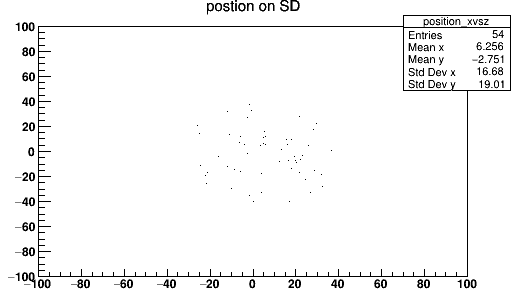 postion on SD
position_xvsz
Entries 54
Mean x 6.256
Mean y −2.751
Std Dev x 16.68
Std Dev y 19.01
100
80
60
40
20
0
−20
−40
−60
−80
−100
−100 −80 −60 −40 −20 0 20 40 60 80 100